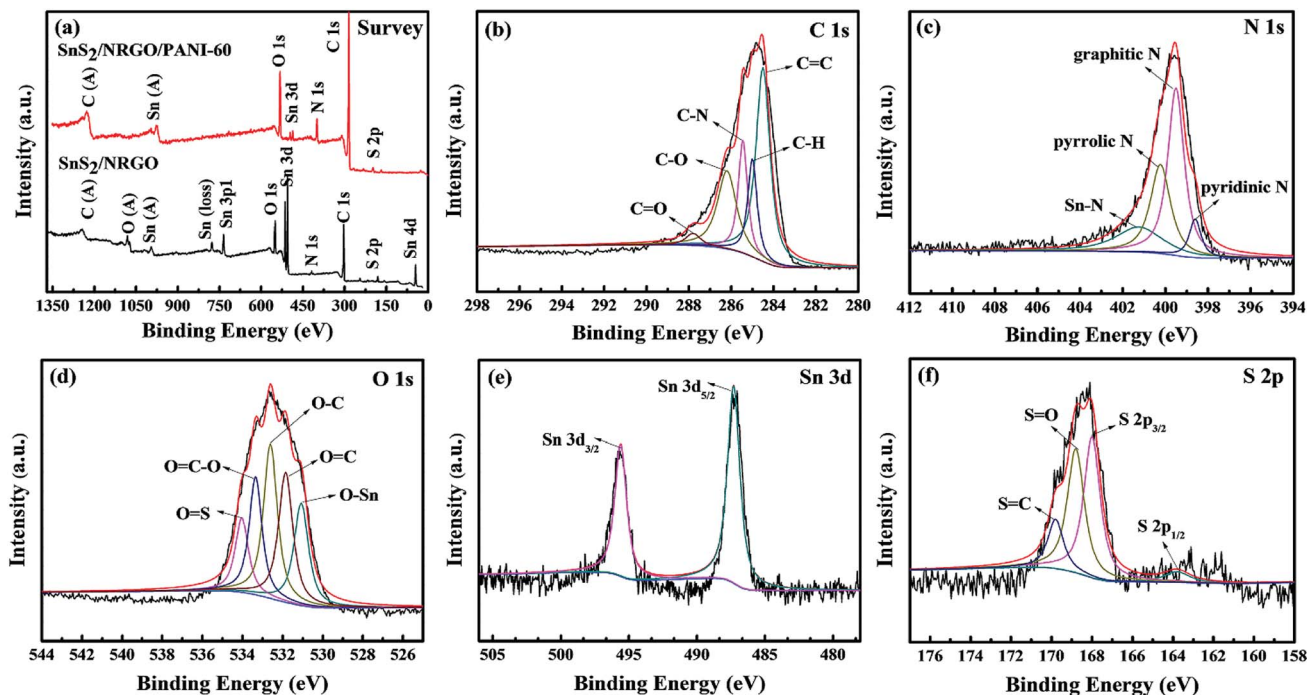 (a)
Survey
SnS2/NRGO/PANI-60
C (A)
Sn (A)
O 1s
Sn 3d
N 1s
C 1s
S 2p
SnS2/NRGO
C (A)
O (A)
Sn (A)
Sn (loss)
Sn 3p1
O 1s
Sn 3d
N 1s
C 1s
S 2p
Sn 4d
Intensity (a.u.)
1350 1200 1050 900 750 600 450 300 150 0
Binding Energy (eV)
(b)
C 1s
C=C
C-N
C-H
C-O
C=O
Intensity (a.u.)
298 296 294 292 290 288 286 284 282 280
Binding Energy (eV)
(c)
N 1s
graphitic N
pyrrolic N
pyridinic N
Sn-N
Intensity (a.u.)
412 410 408 406 404 402 400 398 396 394
Binding Energy (eV)
(d)
O 1s
O-C
O=C-O
O=C
O-Sn
O=S
Intensity (a.u.)
544 542 540 538 536 534 532 530 528 526
Binding Energy (eV)
(e)
Sn 3d
Sn 3d5/2
Sn 3d3/2
Intensity (a.u.)
505 500 495 490 485 480
Binding Energy (eV)
(f)
S 2p
S=O
S 2p3/2
S=C
S 2p1/2
Intensity (a.u.)
176 174 172 170 168 166 164 162 160 158
Binding Energy (eV)